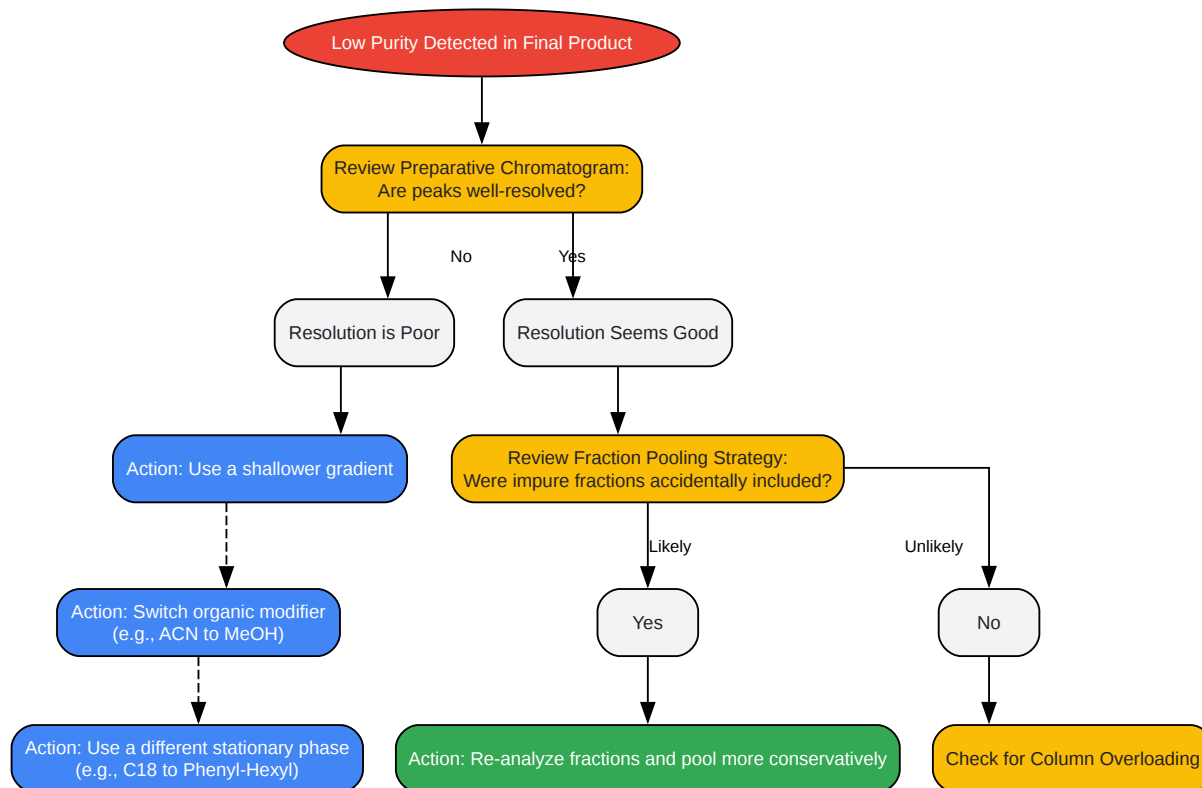 Low Purity Detected in Final Product
Review Preparative Chromatogram:
Are peaks well-resolved?
No
Yes
Resolution is Poor
Resolution Seems Good
Action: Use a shallower gradient
Review Fraction Pooling Strategy:
Were impure fractions accidentally included?
Likely
Unlikely
Action: Switch organic modifier
(e.g., ACN to MeOH)
Yes
No
Action: Use a different stationary phase
(e.g., C18 to Phenyl-Hexyl)
Action: Re-analyze fractions and pool more conservatively
Check for Column Overloading